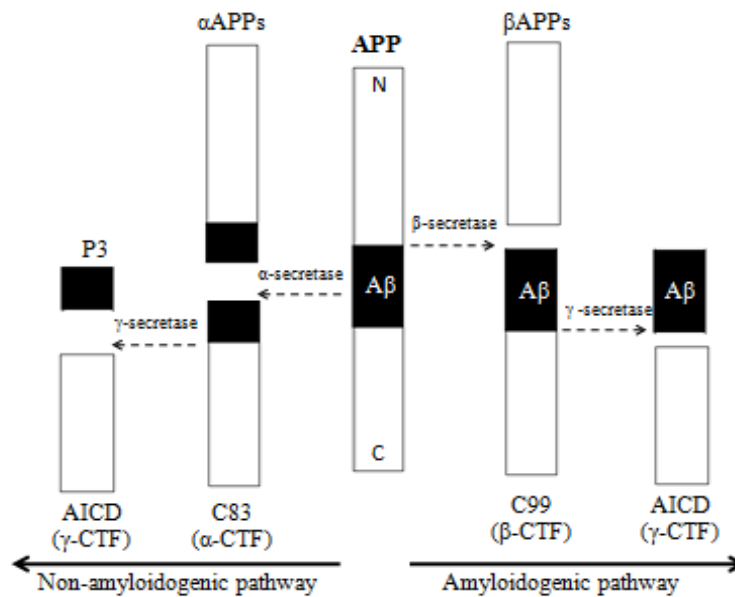 αAPPs
APP
βAPPs
N
β-secretase
P3
α-secretase
Aβ
Aβ
Aβ
γ-secretase
γ -secretase
C
AICD
(γ-CTF)
C83
(α-CTF)
C99
(β-CTF)
AICD
(γ-CTF)
Non-amyloidogenic pathway
Amyloidogenic pathway